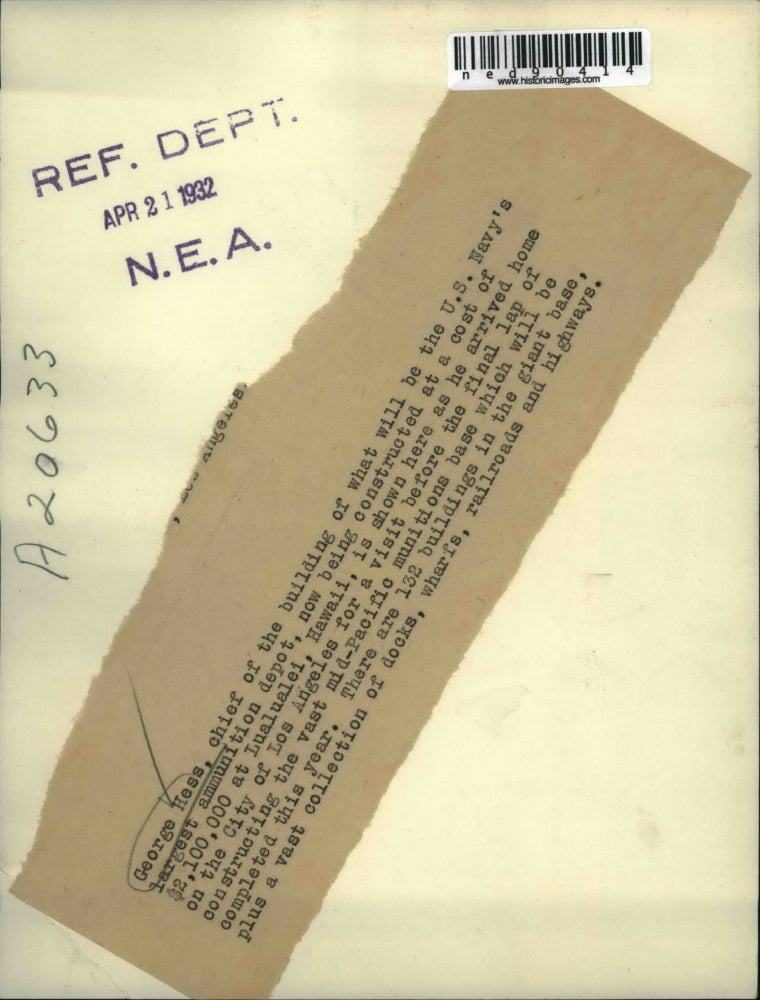 ned90414
www.historicimages.com
REF. DEPT.
APR 21 1932
N.E.A.
A20633
, Los Angeles.
George Hess, chief of the building of what will be the U.S. Navy's
largest ammunition depot, now being constructed at a cost of
$2,100,000 at Lualualei, Hawaii, is shown here as he arrived home
on the City of Los Angeles for a visit before the final lap of
constructing the vast mid-Pacific munitions base which will be
completed this year. There are 132 buildings in the giant base,
plus a vast collection of docks, wharfs, railroads and highways.